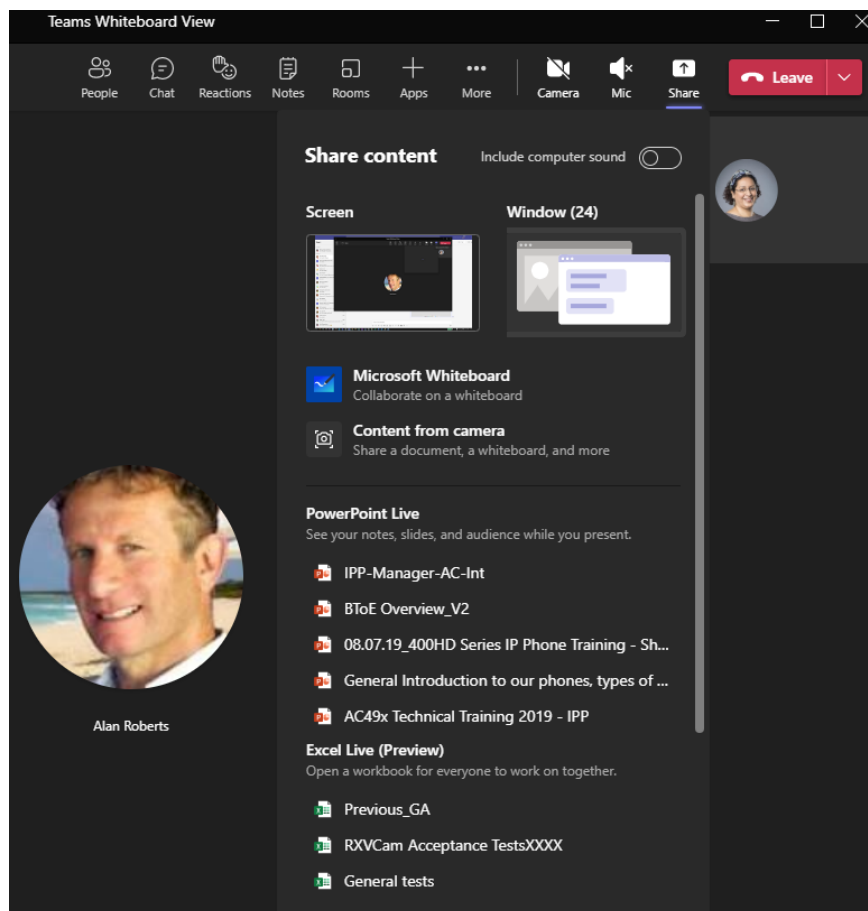 Teams Whiteboard View
People Chat Reactions Notes Rooms Apps More Camera Mic Share Leave
Share content Include computer sound
Screen Window (24)
Microsoft Whiteboard
Collaborate on a whiteboard
Content from camera
Share a document, a whiteboard, and more
PowerPoint Live
See your notes, slides, and audience while you present.
IPP-Manager-AC-Int
BToE Overview_V2
08.07.19_400HD Series IP Phone Training - Sh...
General Introduction to our phones, types of ...
AC49x Technical Training 2019 - IPP
Alan Roberts
Excel Live (Preview)
Open a workbook for everyone to work on together.
Previous_GA
RXVCam Acceptance TestsXXXX
General tests